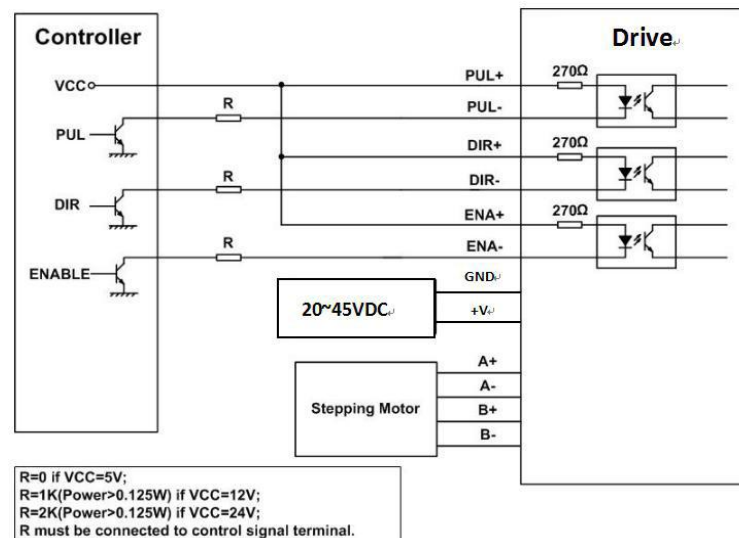 Controller
Drive
VCC
PUL+
270Ω
R
PUL-
PUL
DIR+
270Ω
R
DIR-
DIR
ENA+
270Ω
R
ENA-
ENABLE
GND
20~45VDC
+V
A+
A-
Stepping Motor
B+
B-
R=0 if VCC=5V;
R=1K(Power>0.125W) if VCC=12V;
R=2K(Power>0.125W) if VCC=24V;
R must be connected to control signal terminal.